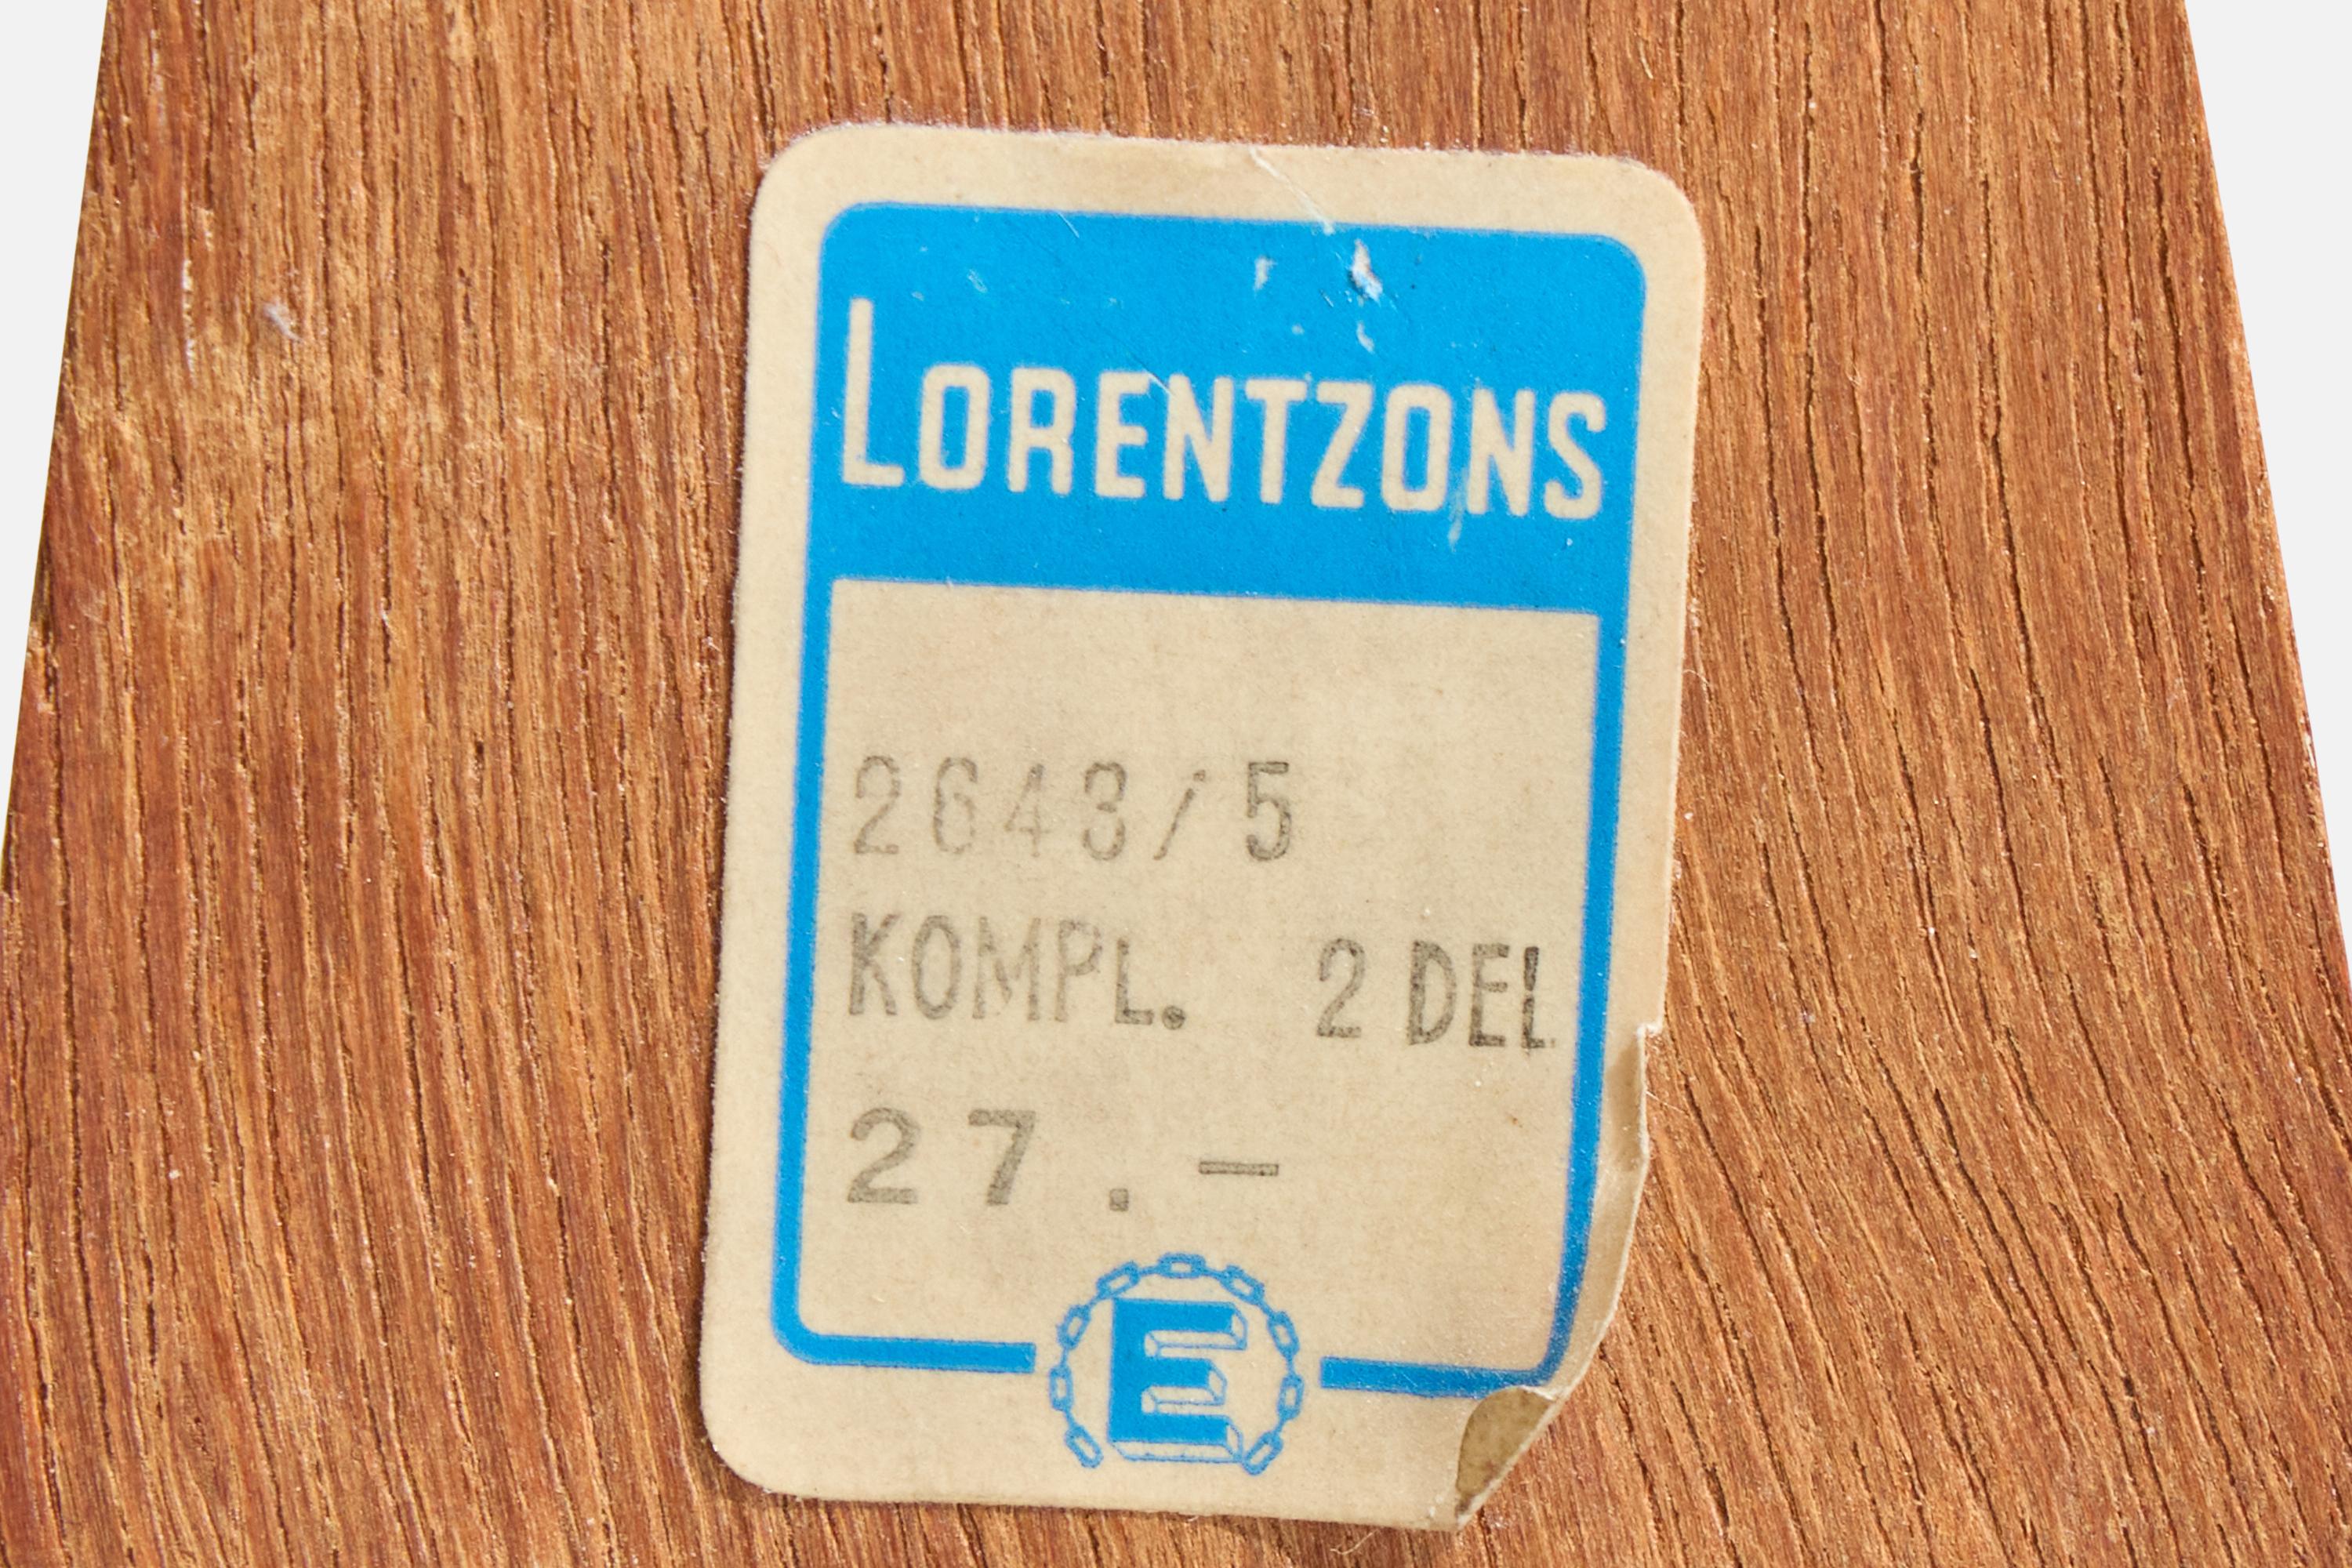 LORENTZONS
2643/5
KOMPL. 2 DEL
27.-
E